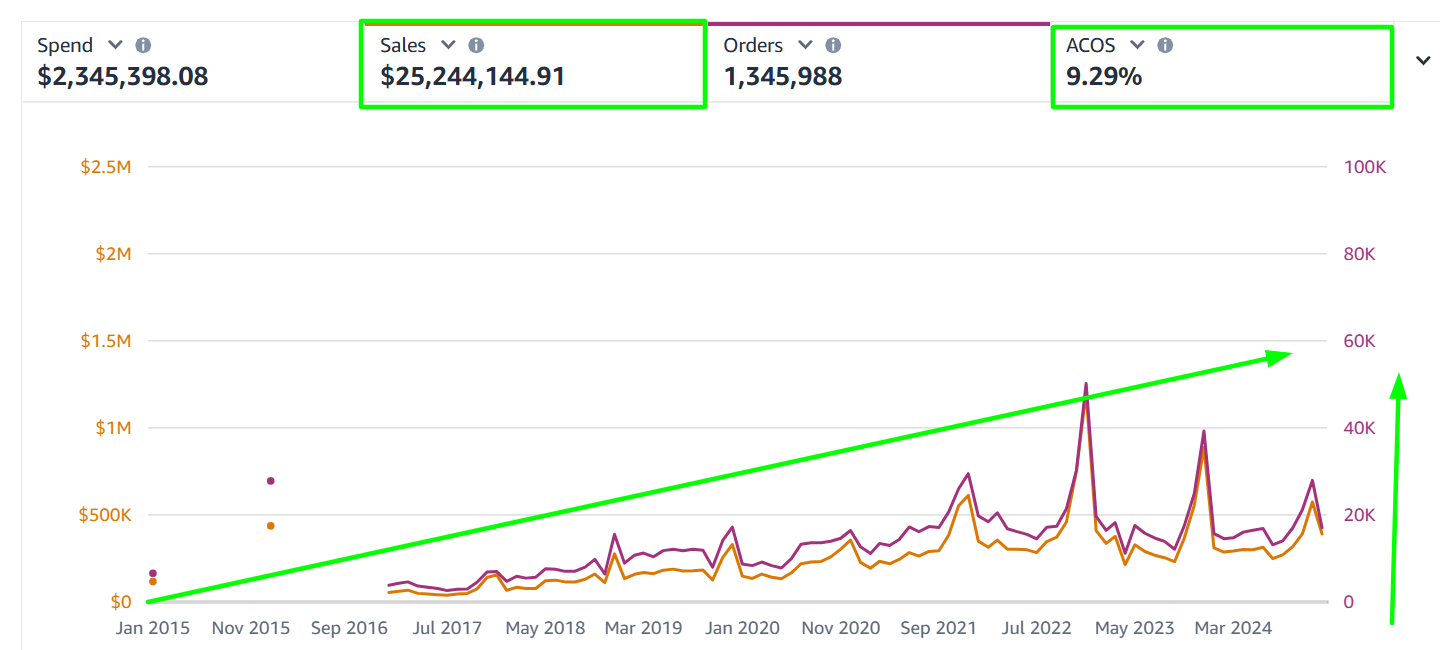 Spend Sales Orders ACOS
$2,345,398.08 $25,244,144.91 1,345,988 9.29%
$2.5M 100K
$2M 80K
$1.5M 60K
$1M 40K
$500K 20K
$0 0
Jan 2015 Nov 2015 Sep 2016 Jul 2017 May 2018 Mar 2019 Jan 2020 Nov 2020 Sep 2021 Jul 2022 May 2023 Mar 2024